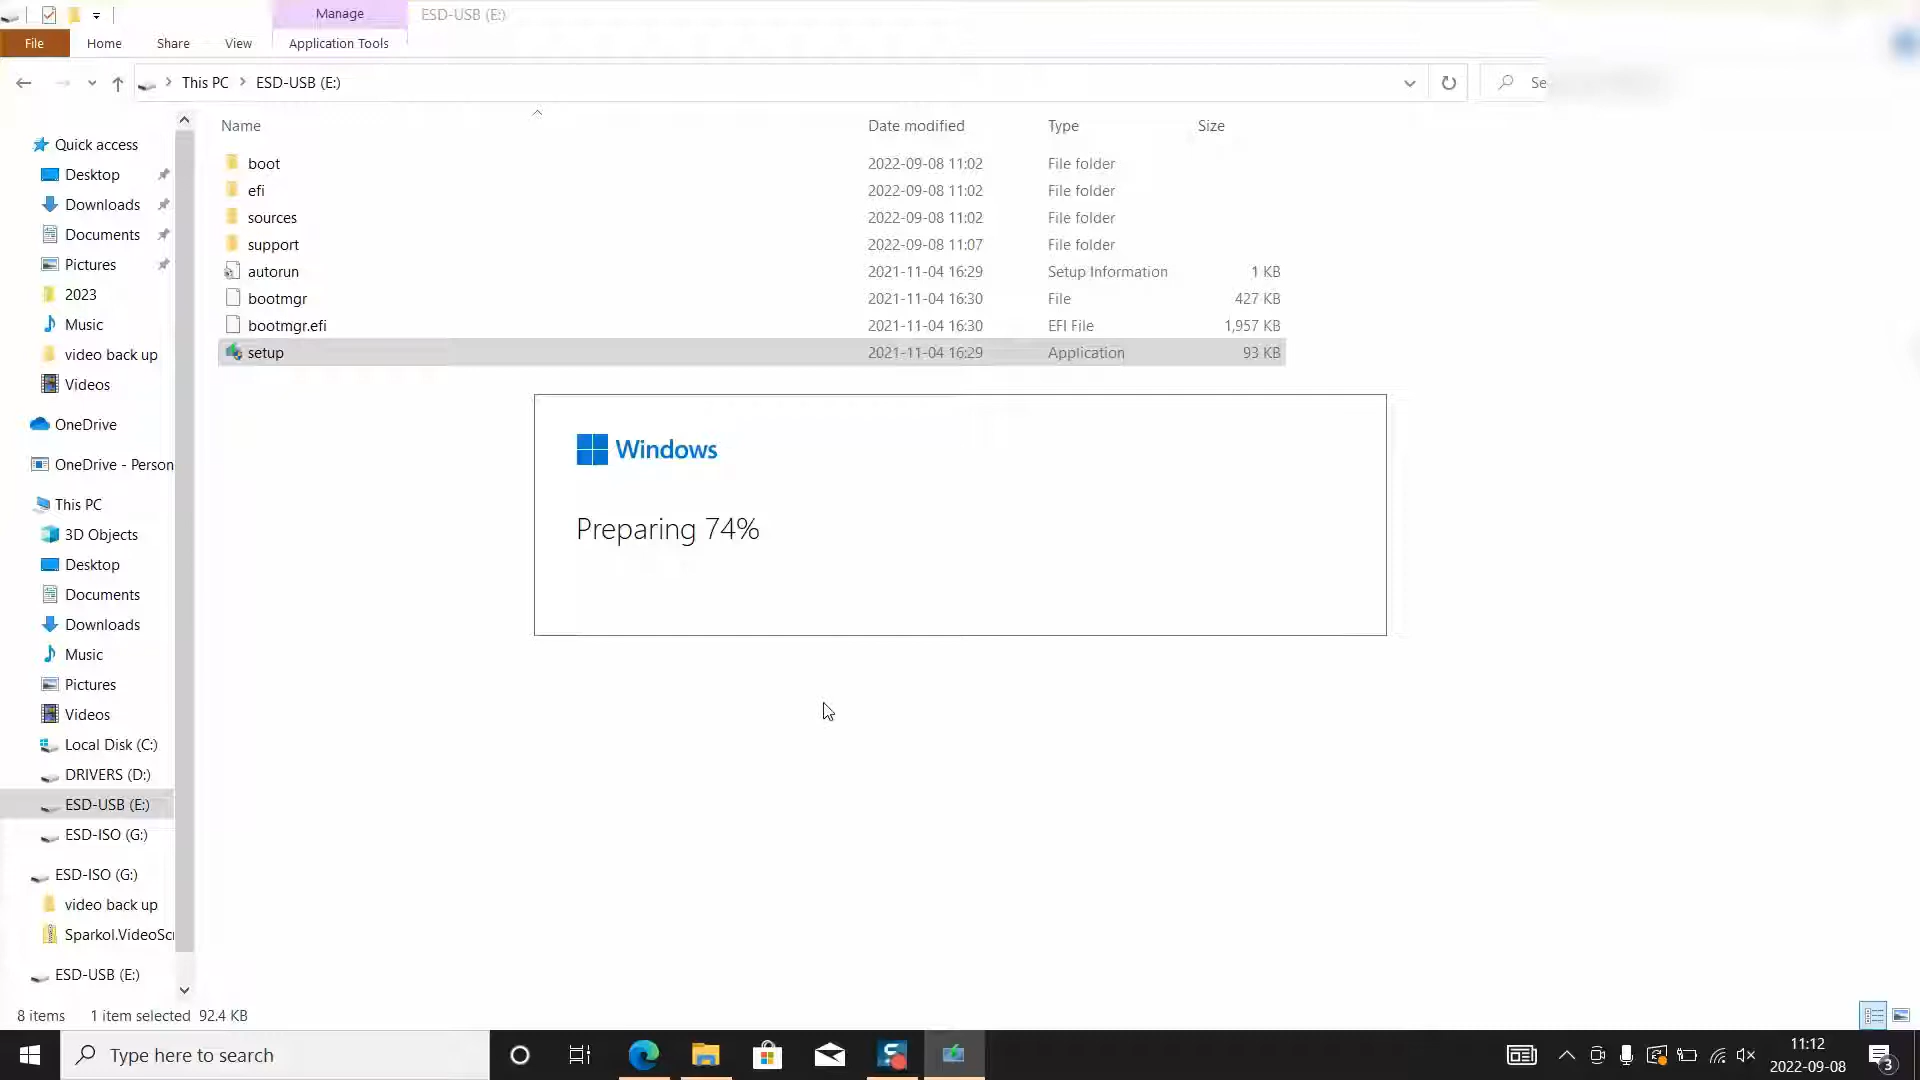 Manage
ESD-USB (E:)
File
Home
Share
View
Application Tools
This PC
ESD-USB (E:)
Se
Name
Date modified
Type
Size
boot
2022-09-08 11:02
File folder
efi
2022-09-08 11:02
File folder
sources
2022-09-08 11:02
File folder
support
2022-09-08 11:07
File folder
autorun
2021-11-04 16:29
Setup Information
1 KB
bootmgr
2021-11-04 16:30
File
427 KB
bootmgr.efi
2021-11-04 16:30
EFI File
1,957 KB
setup
2021-11-04 16:29
Application
93 KB
Quick access
Desktop
Downloads
Documents
Pictures
2023
Music
video back up
Videos
OneDrive
OneDrive - Person
This PC
3D Objects
Desktop
Documents
Downloads
Music
Pictures
Videos
Local Disk (C:)
DRIVERS (D:)
ESD-USB (E:)
ESD-ISO (G:)
ESD-ISO (G:)
video back up
Sparkol.VideoScr
ESD-USB (E:)
Windows
Preparing 74%
8 items
1 item selected 92.4 KB
Type here to search
11:12
2022-09-08
3